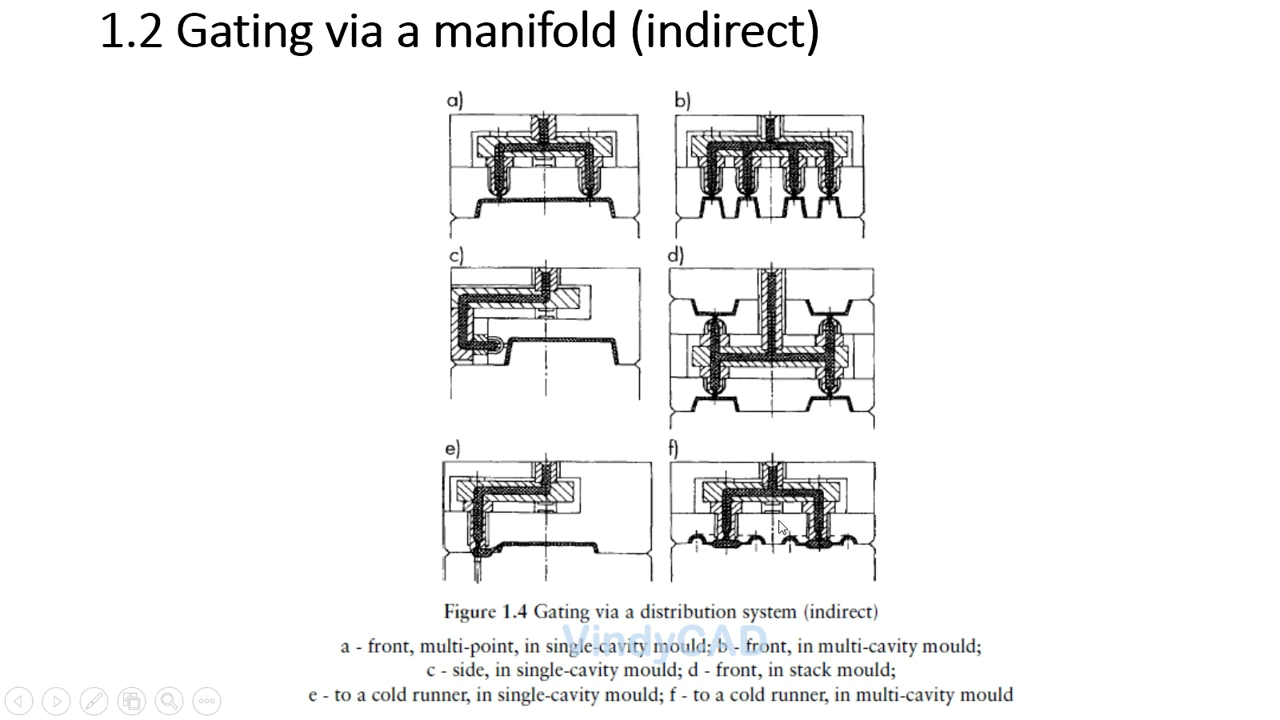 1.2 Gating via a manifold (indirect)
a)
b)
c)
d)
e)
f)
Figure 1.4 Gating via a distribution system (indirect)
VindyCAD
a - front, multi-point, in single-cavity mould; b - front, in multi-cavity mould;
c - side, in single-cavity mould; d - front, in stack mould;
e - to a cold runner, in single-cavity mould; f - to a cold runner, in multi-cavity mould